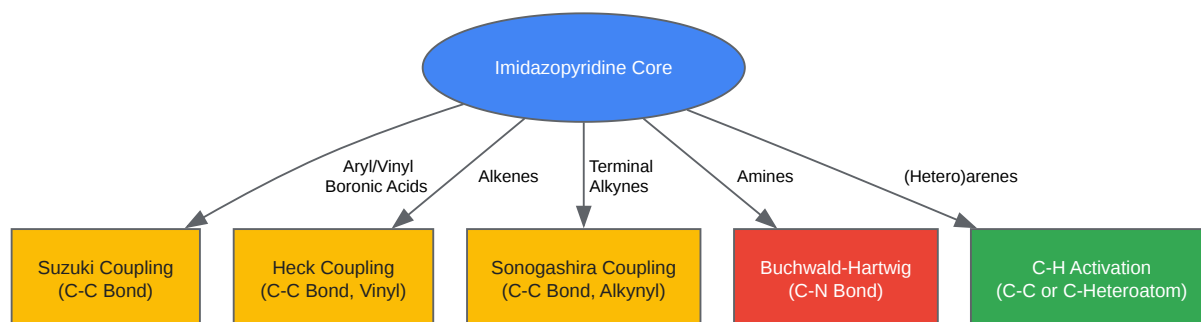 Imidazopyridine Core
Aryl/Vinyl
Boronic Acids
Alkenes
Terminal
Alkynes
Amines
(Hetero)arenes
Suzuki Coupling
(C-C Bond)
Heck Coupling
(C-C Bond, Vinyl)
Sonogashira Coupling
(C-C Bond, Alkynyl)
Buchwald-Hartwig
(C-N Bond)
C-H Activation
(C-C or C-Heteroatom)